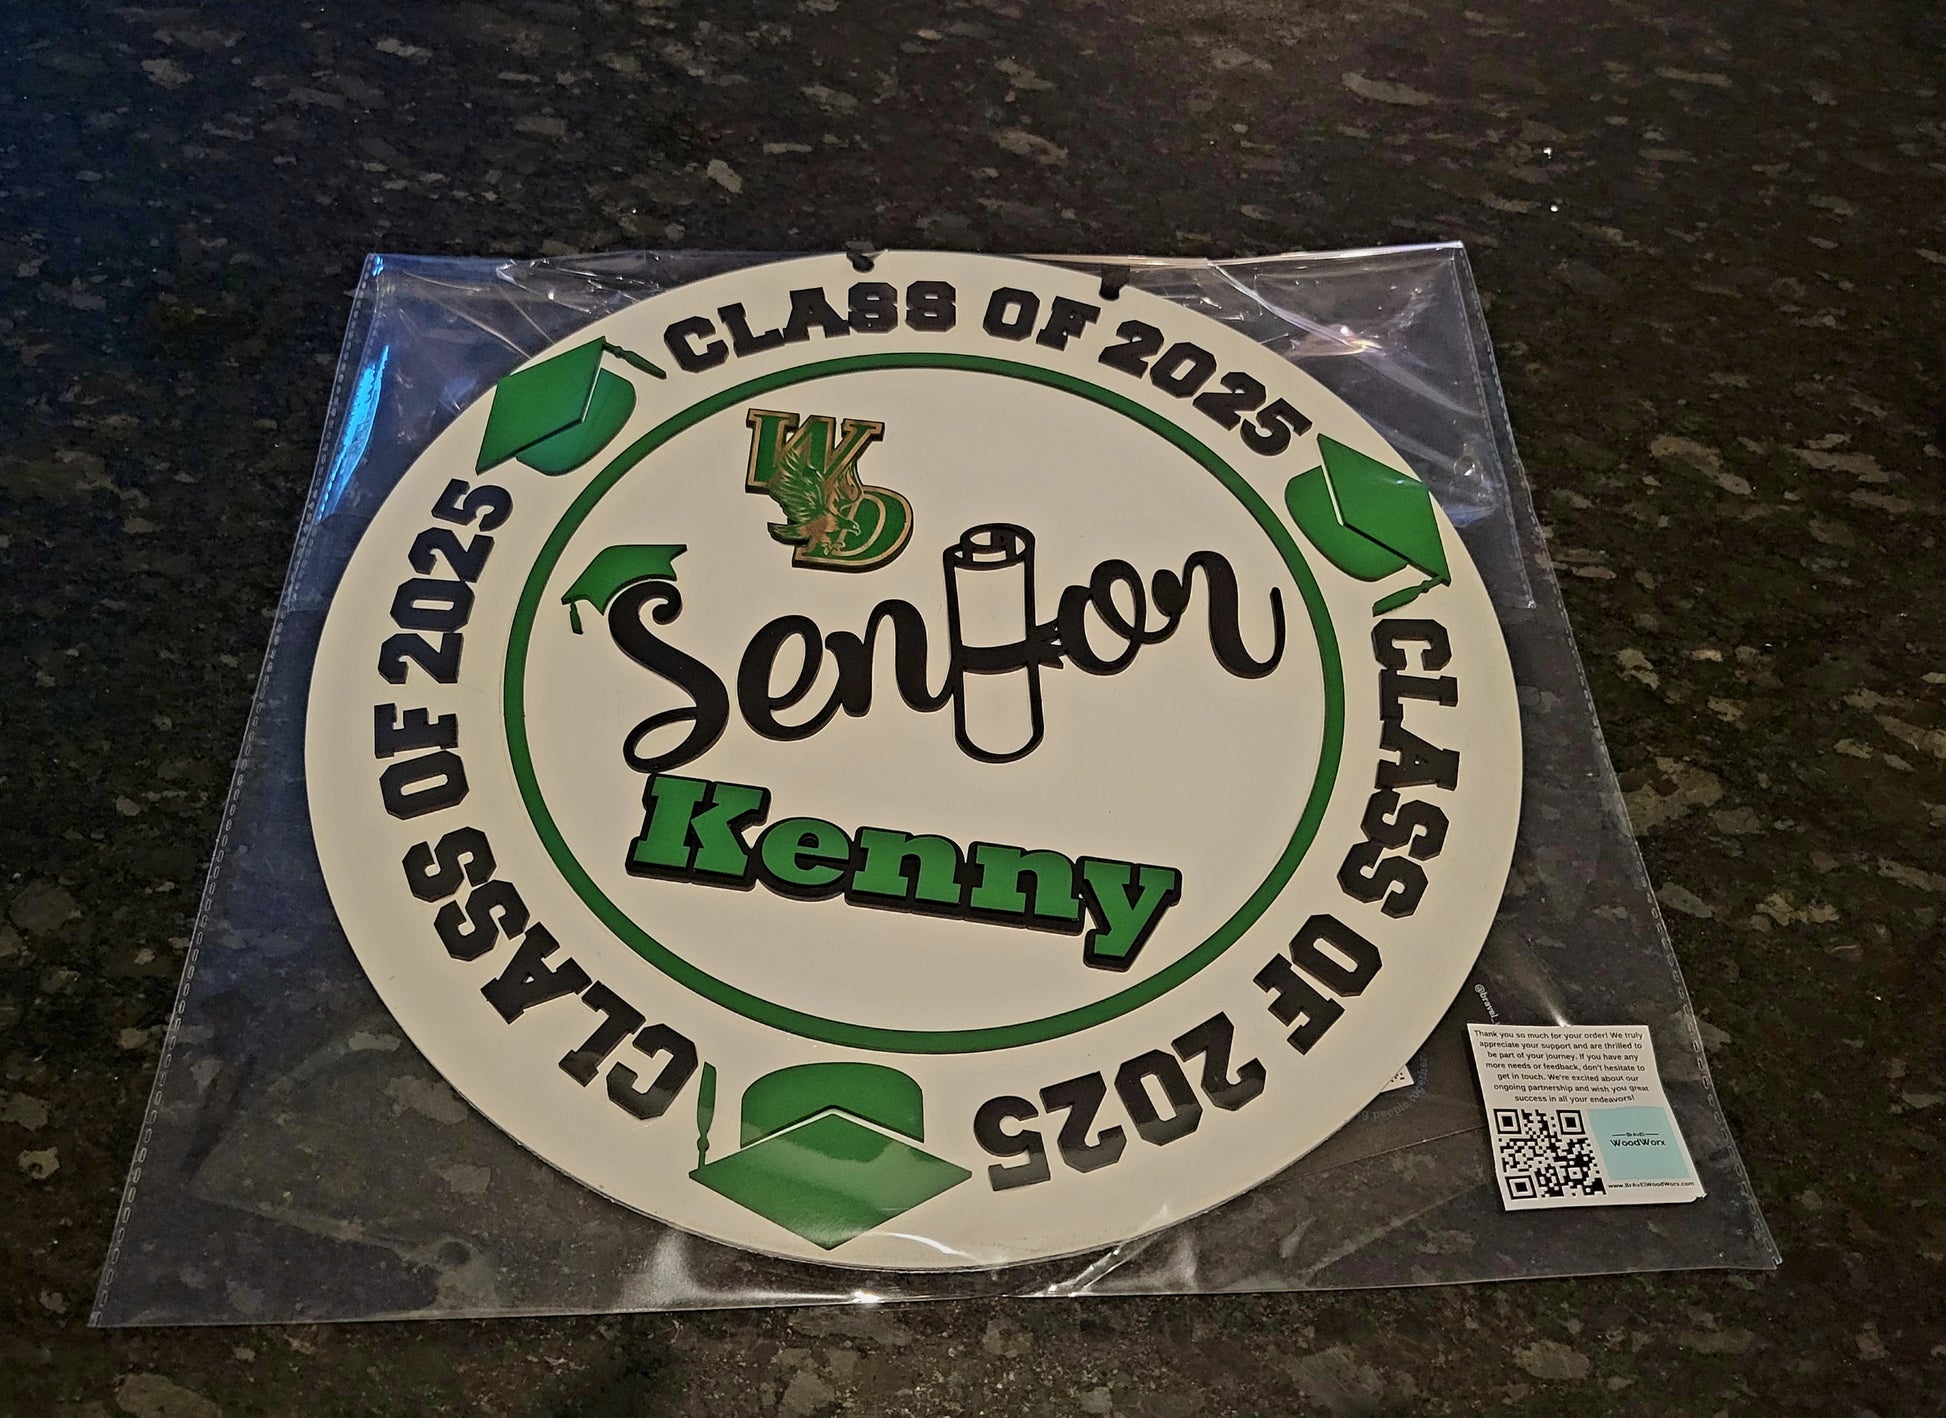 CLASS OF 2025
CLASS OF 2025
CLASS OF 2025
WD
Senior
Kenny
@bravel_
Thank you so much for your order! We truly
appreciate your support and are thrilled to
be part of your journey. If you have any
more needs or feedback, don't hesitate to
get in touch. We're excited about our
ongoing partnership and wish you great
success in all your endeavors!
BrAvEl
WoodWorx
www.BrAvElWoodWorx.com
people